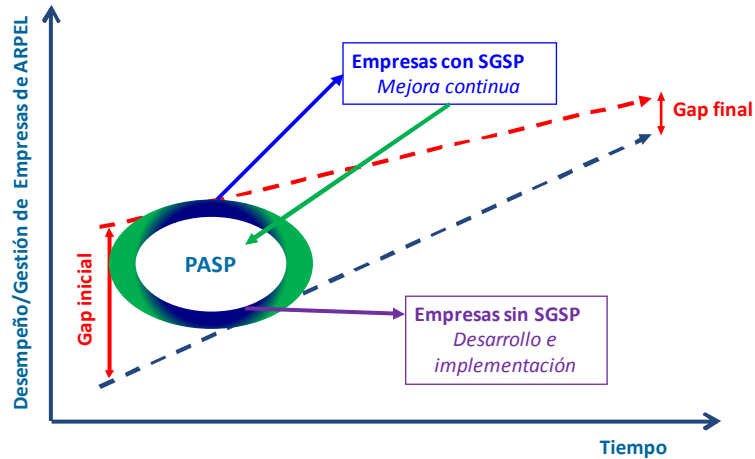 Desempeño/Gestión de Empresas de ARPEL
Empresas con SGSP
Mejora continua
Gap final
Gap inicial
PASP
Empresas sin SGSP
Desarrollo e
implementación
Tiempo